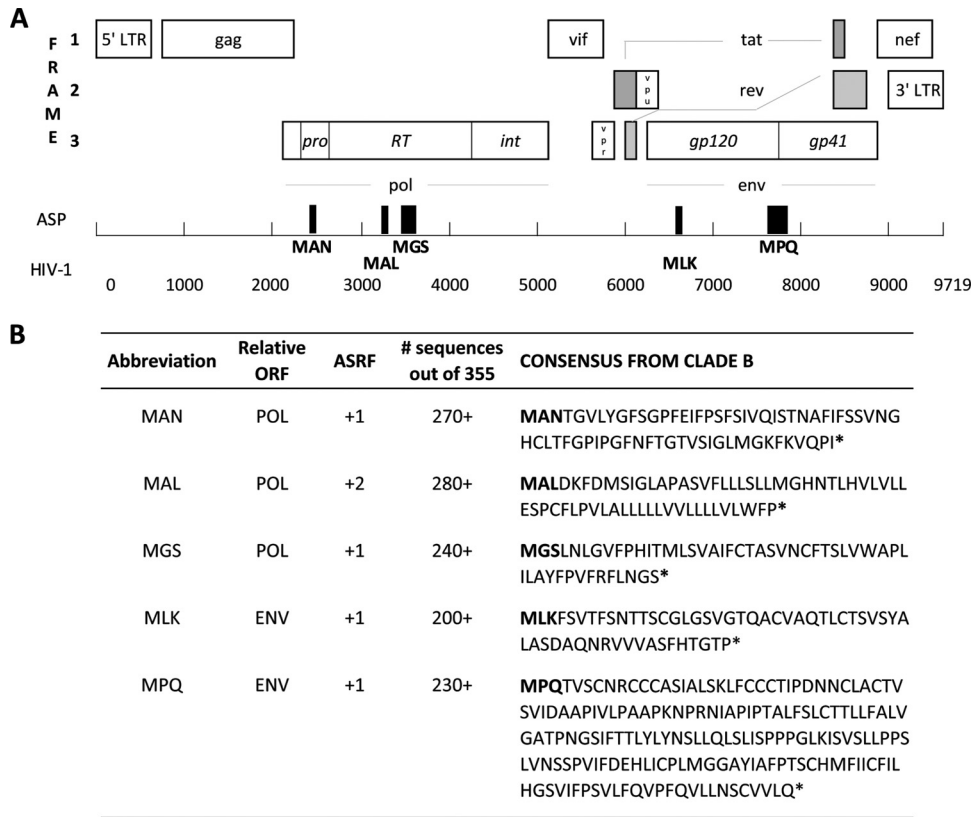 A
FRAME
1 5' LTR gag vif tat nef
2 vpu rev 3' LTR
3 pro RT int vpr gp120 gp41
pol env
ASP
MAN MGS MPQ
MAL MLK
HIV-1
0 1000 2000 3000 4000 5000 6000 7000 8000 9000 9719
B
Abbreviation Relative ORF ASRF # sequences out of 355 CONSENSUS FROM CLADE B
MAN POL +1 270+ MANTGVLYGFSGPFEIFPSFSIVQISTNAFIFSSVNG
HCLTFGPIPGFNFTGTVSIGLMGKFKVQPI*
MAL POL +2 280+ MALDKFDMSIGLAPASVFLLLSLLMGHNTLHVLVLL
ESPCFLPVLALLLLLVVLLLLVLWFP*
MGS POL +1 240+ MGSLNLGVFPHITMLSVAIFCTASVNCFTSLVWAPL
ILAYFPVFRFLNGS*
MLK ENV +1 200+ MLKFSVTFSNTTSCGLGSVGTQACVAQTLCTSVSYA
LASDAQNRVVVASFHTGTP*
MPQ ENV +1 230+ MPQTVSCNRCCCASIALSKLFCCCTIPDNNCLACTV
SVIDAAPIVLPAAPKNPRNIAPIPTALFSLCTTLLFALV
GATPNGSIFTTLYLYNSLLQLSLISPPPGLKISVSLLPPS
LVNSSPVIFDEHLICPLMGGAYIAFPTSCHMFIICFIL
HGSVIFPSVLFQVPFQVLLNSCVVLQ*